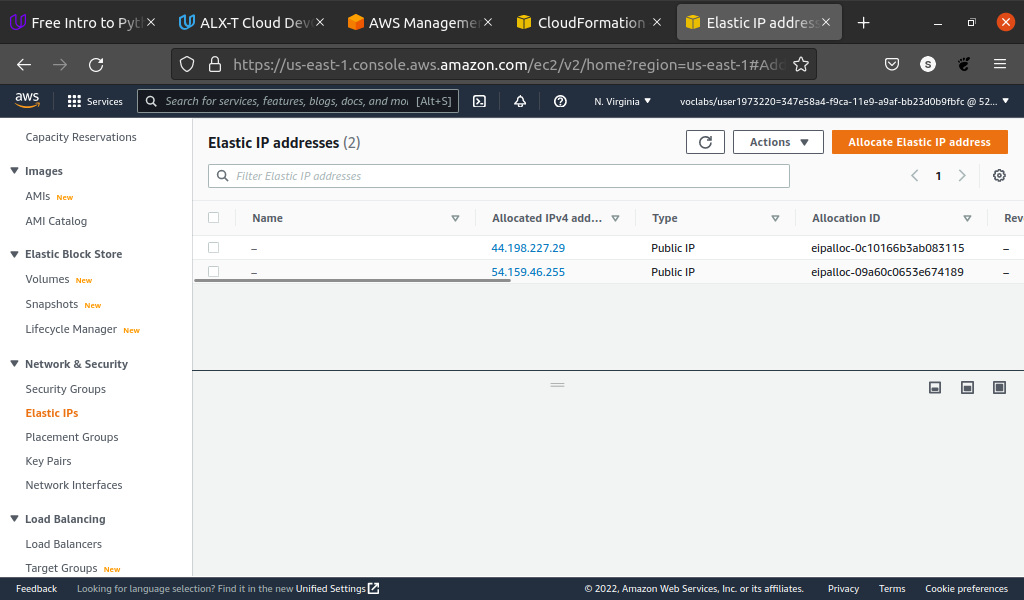 Free Intro to Pyt
ALX-T Cloud Dev
AWS Manageme
CloudFormation
Elastic IP address
https://us-east-1.console.aws.amazon.com/ec2/v2/home?region=us-east-1#Add
S
aws
Services
Search for services, features, blogs, docs, and mo
[Alt+S]
N. Virginia
voclabs/user1973220=347e58a4-f9ca-11e9-a9af-bb23d0b9fbfc @ 52...
Capacity Reservations
Images
AMIs New
AMI Catalog
Elastic Block Store
Volumes New
Snapshots New
Lifecycle Manager New
Network & Security
Security Groups
Elastic IPs
Placement Groups
Key Pairs
Network Interfaces
Load Balancing
Load Balancers
Target Groups New
Elastic IP addresses (2)
Actions
Allocate Elastic IP address
Filter Elastic IP addresses
1
Name Allocated IPv4 add... Type Allocation ID Rev
– 44.198.227.29 Public IP eipalloc-0c10166b3ab083115 –
– 54.159.46.255 Public IP eipalloc-09a60c0653e674189 –
Feedback Looking for language selection? Find it in the new Unified Settings © 2022, Amazon Web Services, Inc. or its affiliates. Privacy Terms Cookie preferences